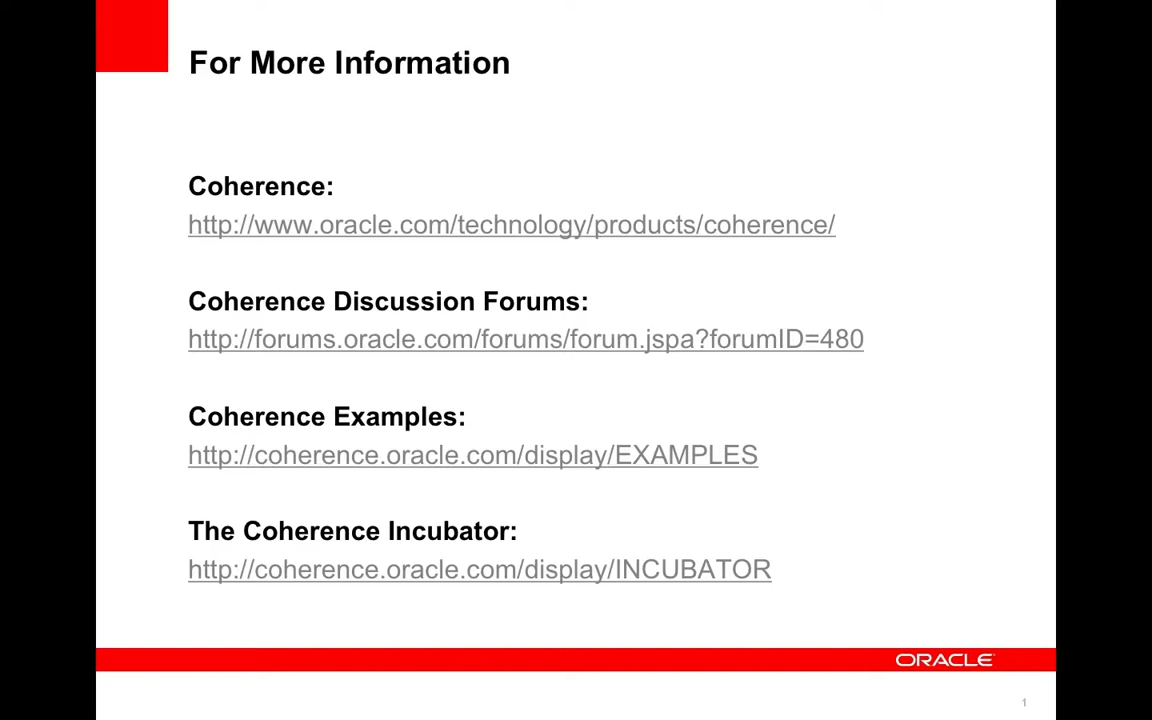 For More Information
Coherence:
http://www.oracle.com/technology/products/coherence/
Coherence Discussion Forums:
http://forums.oracle.com/forums/forum.jspa?forumID=480
Coherence Examples:
http://coherence.oracle.com/display/EXAMPLES
The Coherence Incubator:
http://coherence.oracle.com/display/INCUBATOR
ORACLE
1